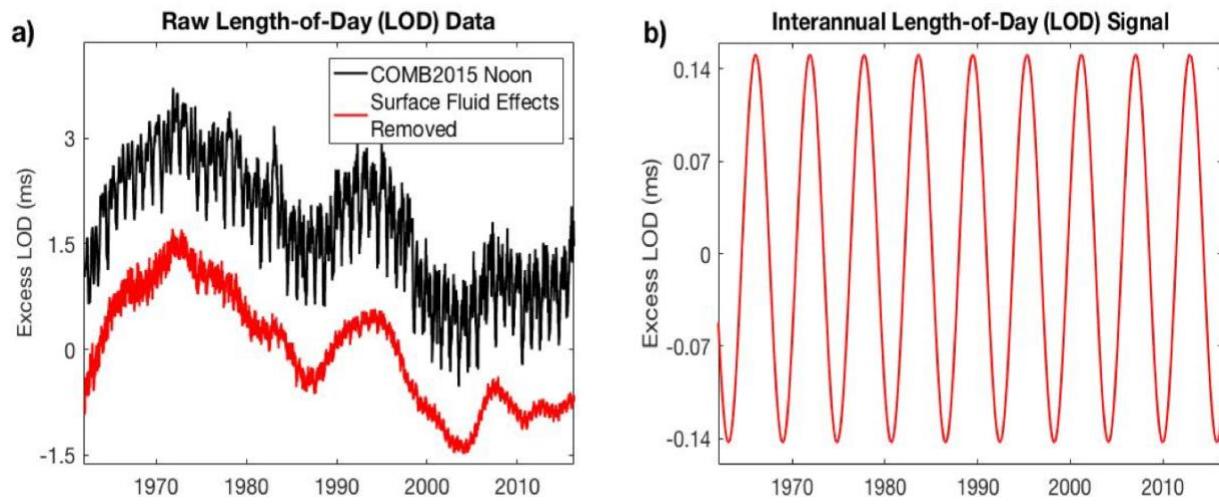 a)
Raw Length-of-Day (LOD) Data
COMB2015 Noon
Surface Fluid Effects
Removed
Excess LOD (ms)
3
1.5
0
-1.5
1970 1980 1990 2000 2010
b)
Interannual Length-of-Day (LOD) Signal
Excess LOD (ms)
0.14
0.07
0
-0.07
-0.14
1970 1980 1990 2000 2010